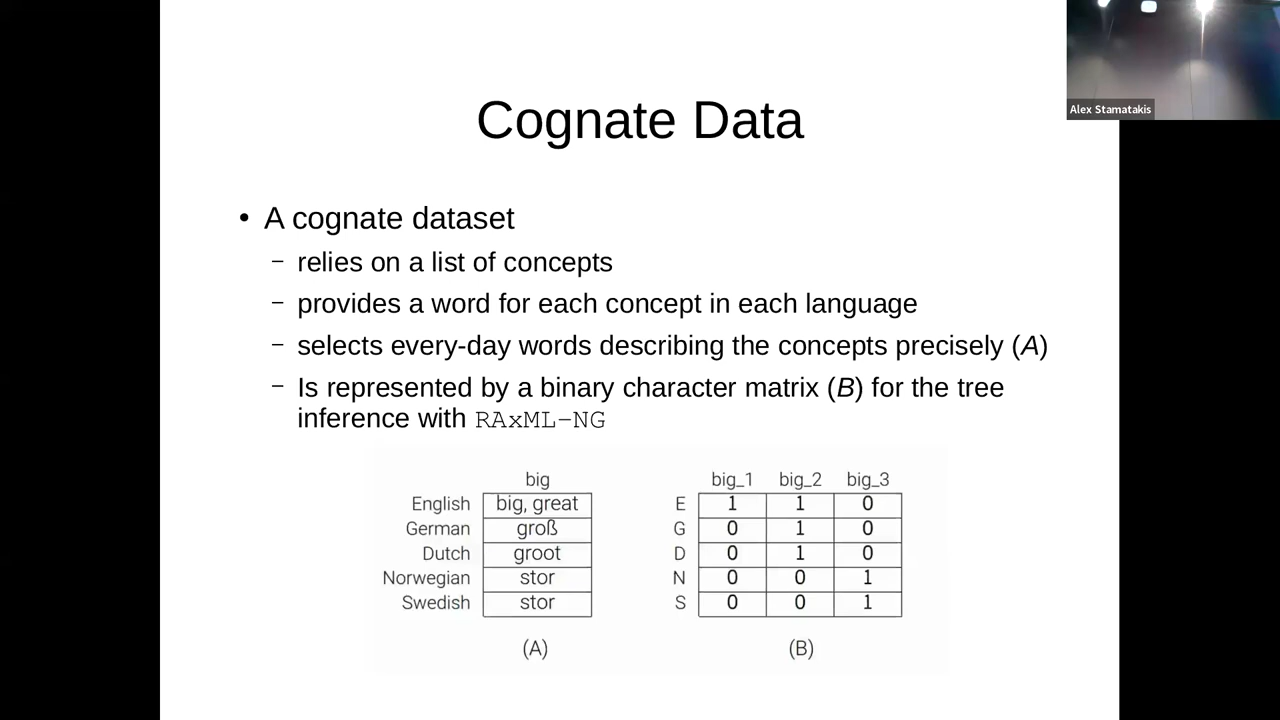 Alex Stamatakis
Cognate Data
• A cognate dataset
– relies on a list of concepts
– provides a word for each concept in each language
– selects every-day words describing the concepts precisely (A)
– Is represented by a binary character matrix (B) for the tree
inference with RAxML-NG
big
English big, great
German groß
Dutch groot
Norwegian stor
Swedish stor
(A)
big_1 big_2 big_3
E 1 1 0
G 0 1 0
D 0 1 0
N 0 0 1
S 0 0 1
(B)